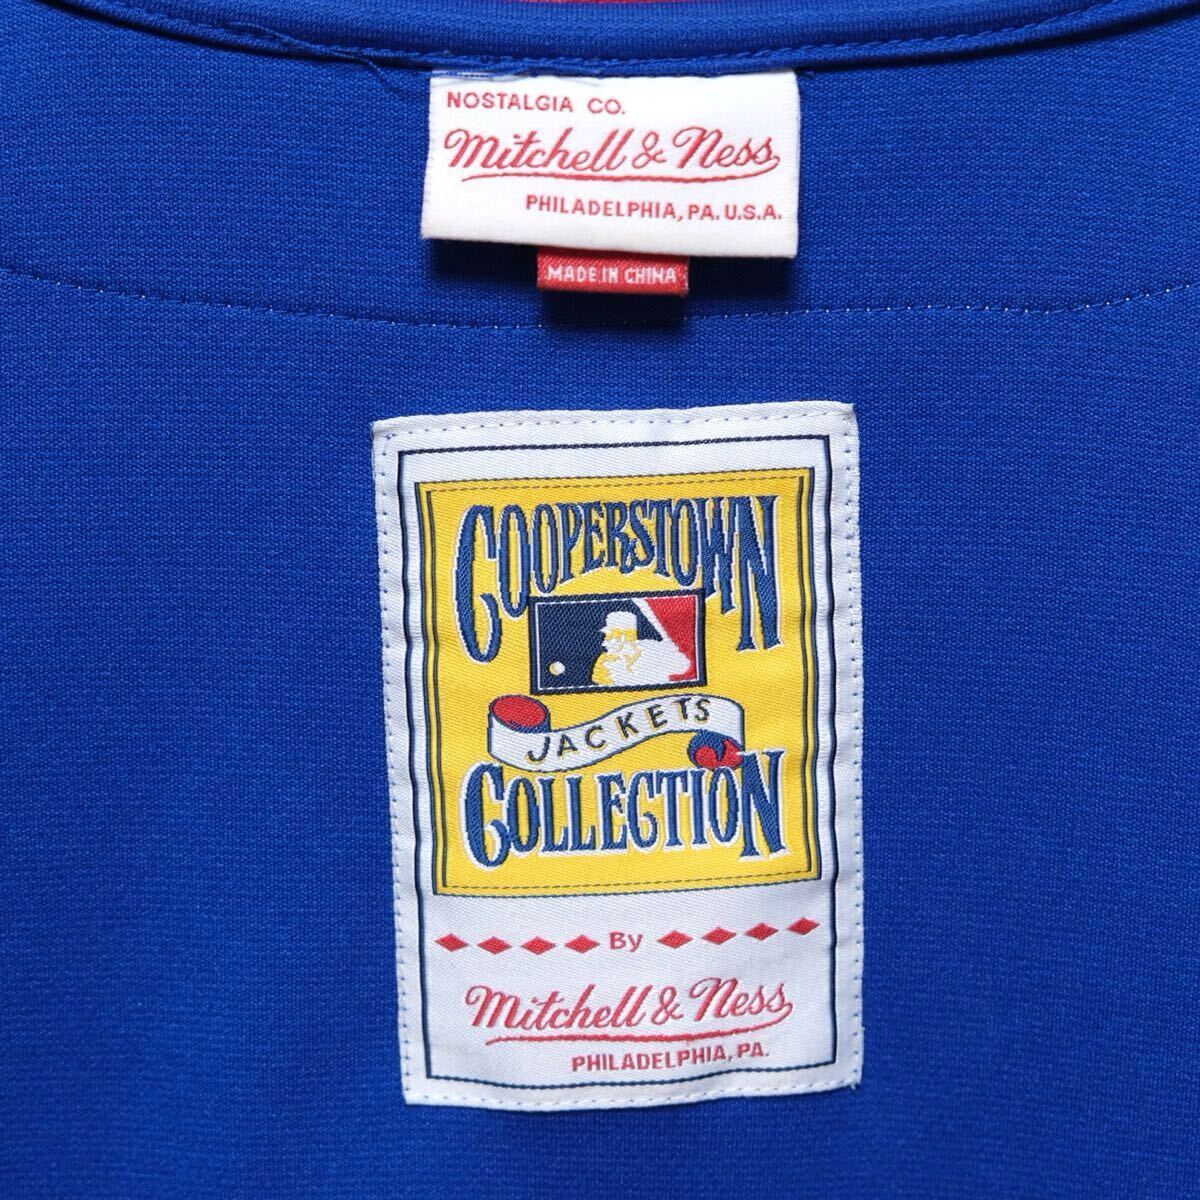 NOSTALGIA CO.
Mitchell & Ness
PHILADELPHIA, PA. U.S.A.
MADE IN CHINA
COOPERSTOWN
JACKETS
COLLECTION
By
Mitchell & Ness
PHILADELPHIA, PA.